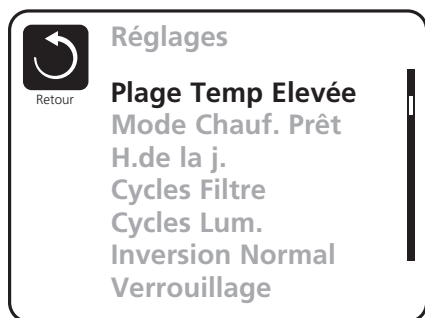 Réglages
Retour
Plage Temp Elevée
Mode Chauf. Prêt
H.de la j.
Cycles Filtre
Cycles Lum.
Inversion Normal
Verrouillage